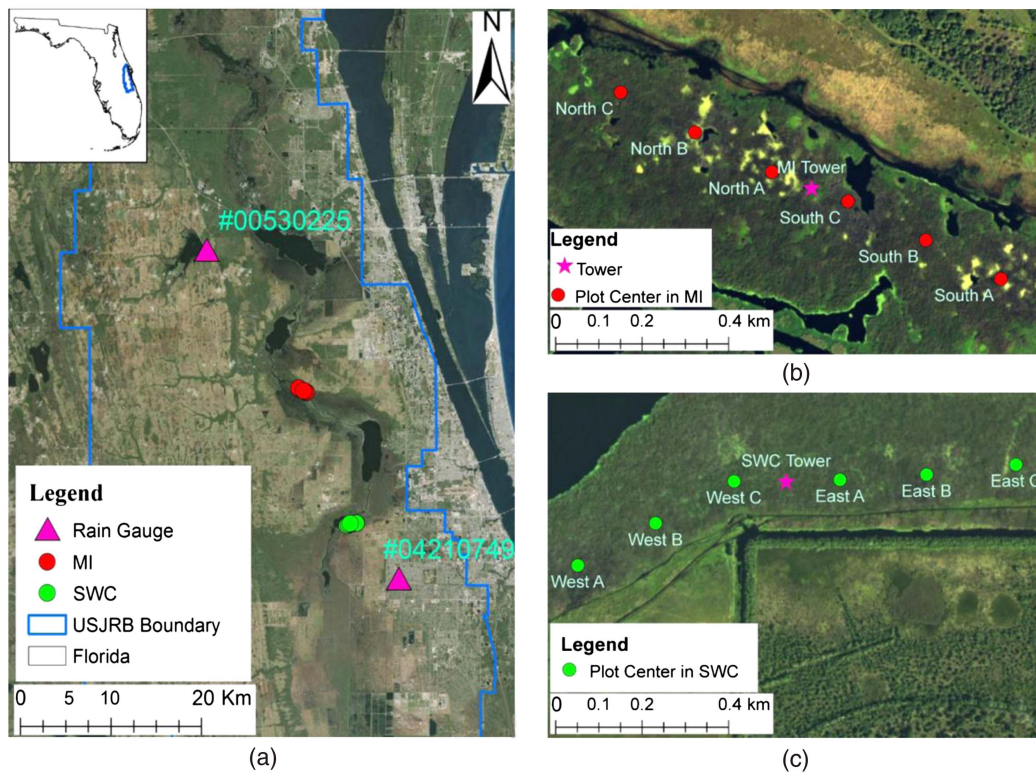 N
#00530225
#04210749
Legend
Rain Gauge
MI
SWC
USJRB Boundary
Florida
0 5 10 20 Km
(a)
North C
North B
MI Tower
North A
South C
South B
South A
Legend
Tower
Plot Center in MI
0 0.1 0.2 0.4 km
(b)
SWC Tower
East C
West C
East A
East B
West B
West A
Legend
Plot Center in SWC
0 0.1 0.2 0.4 km
(c)